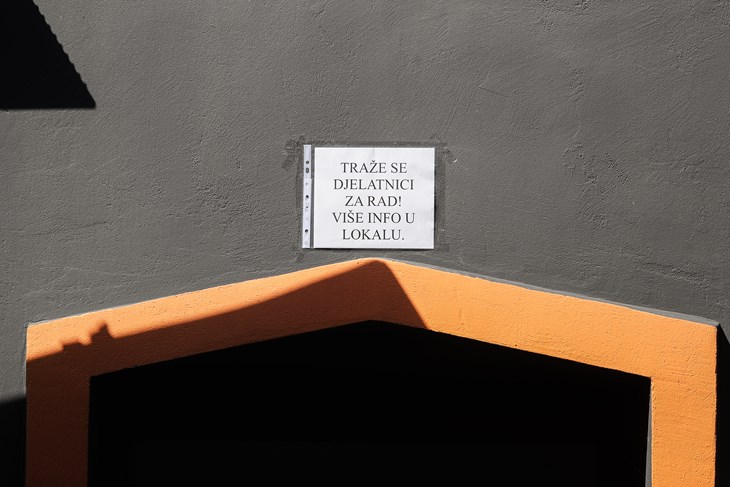 TRAŽE SE
DJELATNICI
ZA RAD!
VIŠE INFO U
LOKALU.